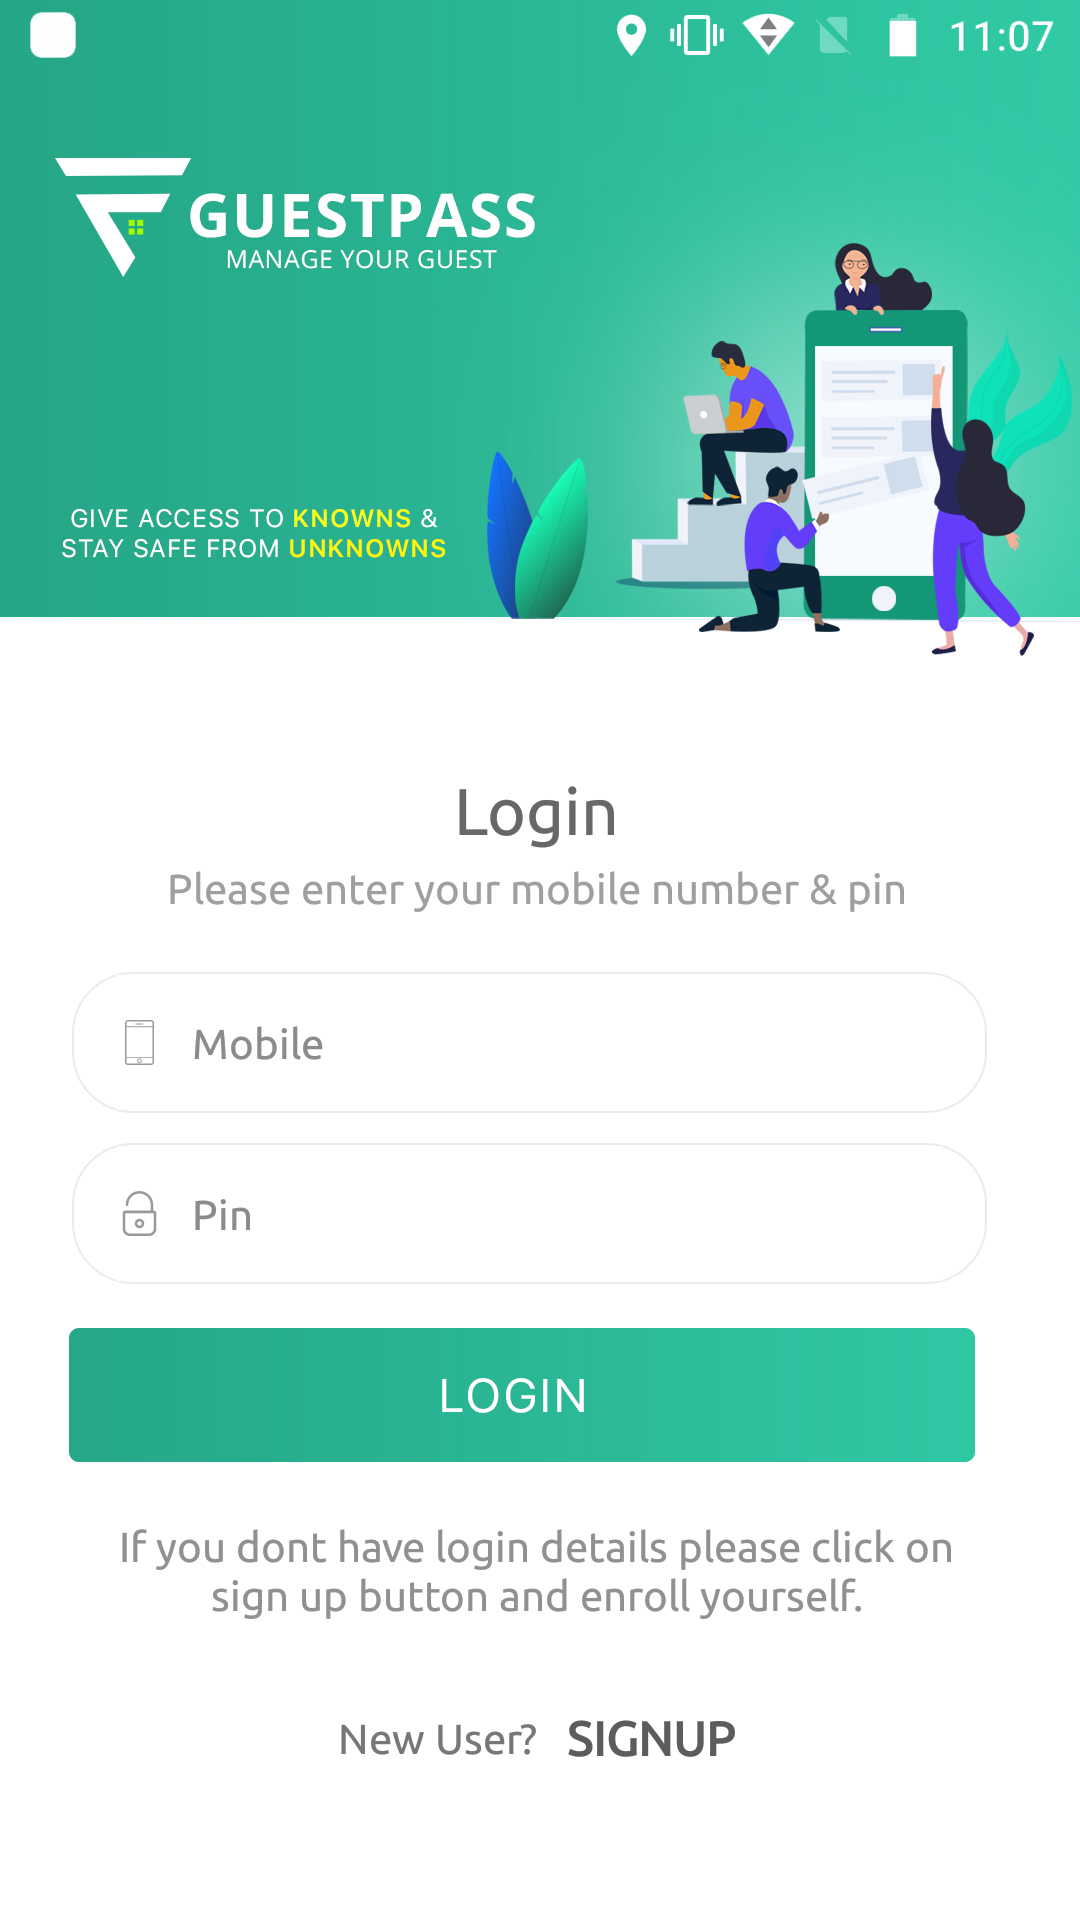 11:07
GUESTPASS
MANAGE YOUR GUEST
GIVE ACCESS TO KNOWNS &
STAY SAFE FROM UNKNOWNS
Login
Please enter your mobile number & pin
Mobile
Pin
LOGIN
If you dont have login details please click on
sign up button and enroll yourself.
New User? SIGNUP